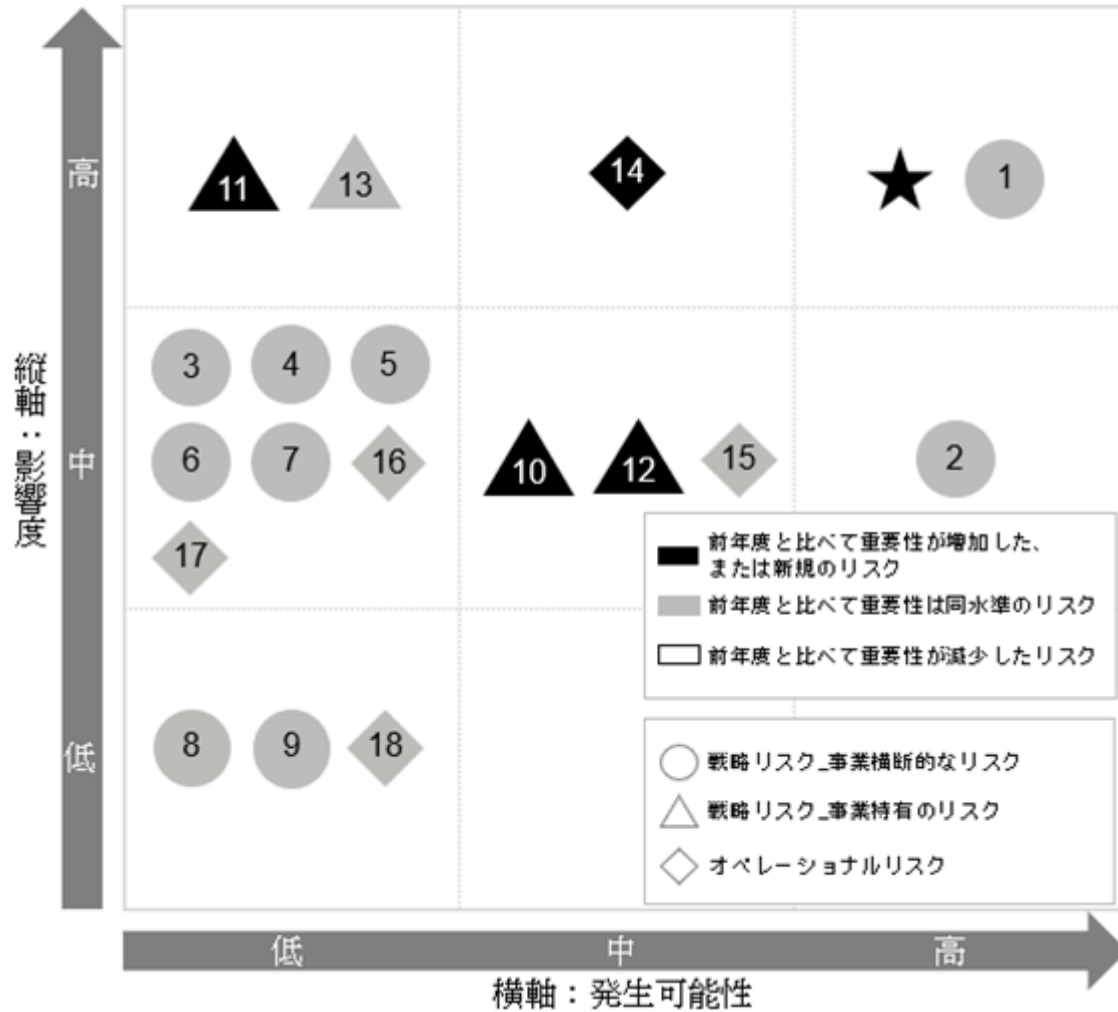 11
13
14
1
高
3
4
5
6
7
16
10
12
15
2
17
中
縦軸：影響度
前年度と比べて重要性が増加した、
または新規のリスク
前年度と比べて重要性は同水準のリスク
前年度と比べて重要性が減少したリスク
8
9
18
低
戦略リスク_事業横断的なリスク
戦略リスク_事業特有のリスク
オペレーショナルリスク
低
中
高
横軸：発生可能性